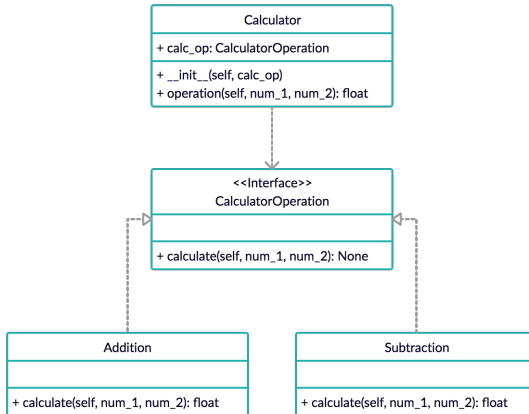 Calculator
+ calc_op: CalculatorOperation
+ __init__(self, calc_op)
+ operation(self, num_1, num_2): float
<<Interface>>
CalculatorOperation
+ calculate(self, num_1, num_2): None
Addition
+ calculate(self, num_1, num_2): float
Subtraction
+ calculate(self, num_1, num_2): float